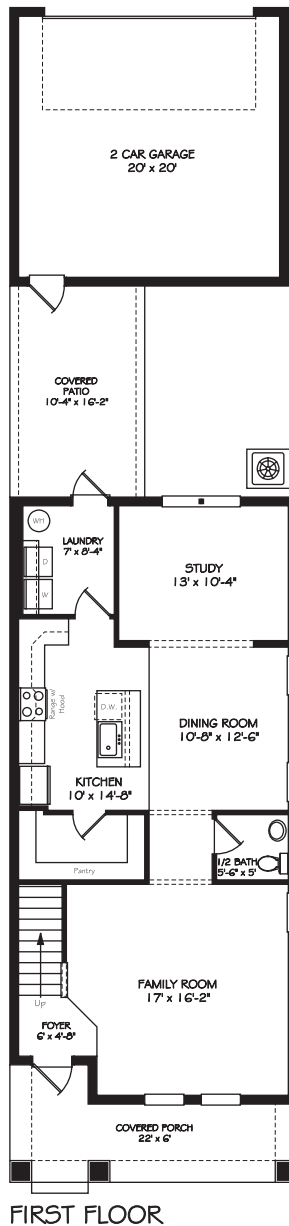 2 CAR GARAGE
20' x 20'
COVERED
PATIO
10'-4" x 16'-2"
WH
LAUNDRY
7' x 8'-4"
D
W
STUDY
13' x 10'-4"
Range w/
Hood
D.W.
DINING ROOM
10'-8" x 12'-6"
KITCHEN
10' x 14'-8"
Pantry
1/2 BATH
5'-6" x 5'
FAMILY ROOM
17' x 16'-2"
Up
FOYER
6' x 4'-8"
COVERED PORCH
22' x 6'
FIRST FLOOR